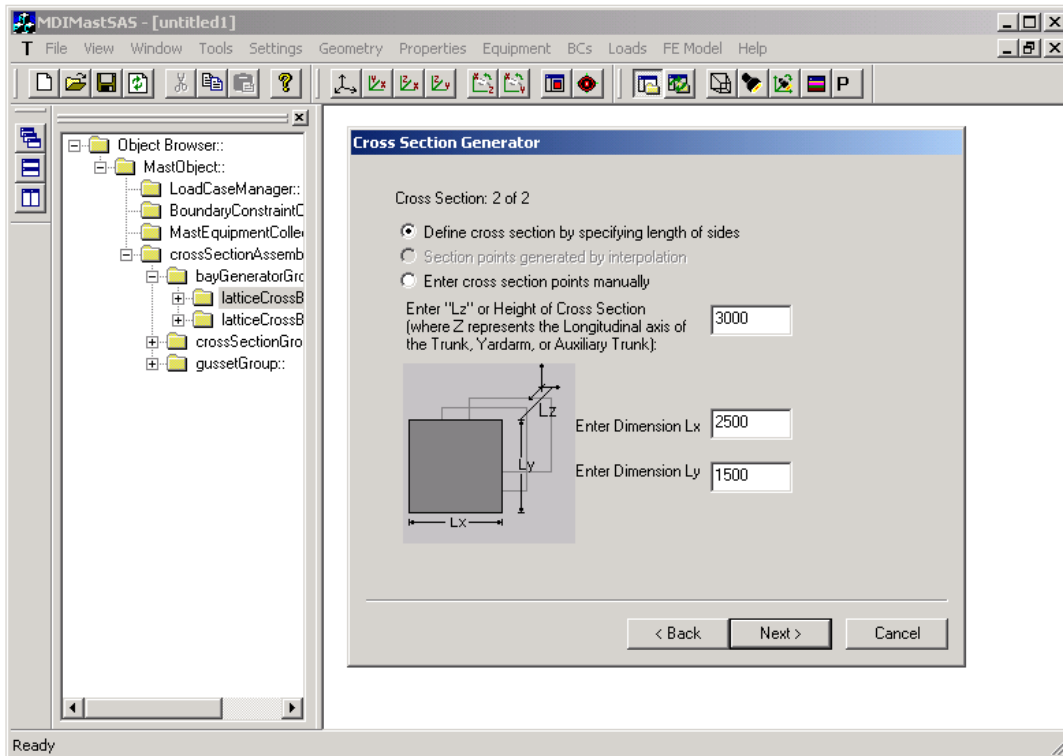 MDIMastSAS - [untitled1]
T File View Window Tools Settings Geometry Properties Equipment BCs Loads FE Model Help
P
Object Browser::
MastObject::
LoadCaseManager::
BoundaryConstraintC
MastEquipmentCollec
crossSectionAssemb
bayGeneratorGro
latticeCrossB
latticeCrossB
crossSectionGro
gussetGroup::
Cross Section Generator
Cross Section: 2 of 2
Define cross section by specifying length of sides
Section points generated by interpolation
Enter cross section points manually
Enter "Lz" or Height of Cross Section
(where Z represents the Longitudinal axis of
the Trunk, Yardarm, or Auxiliary Trunk):
3000
Lz
Ly
Lx
Enter Dimension Lx 2500
Enter Dimension Ly 1500
< Back Next > Cancel
Ready